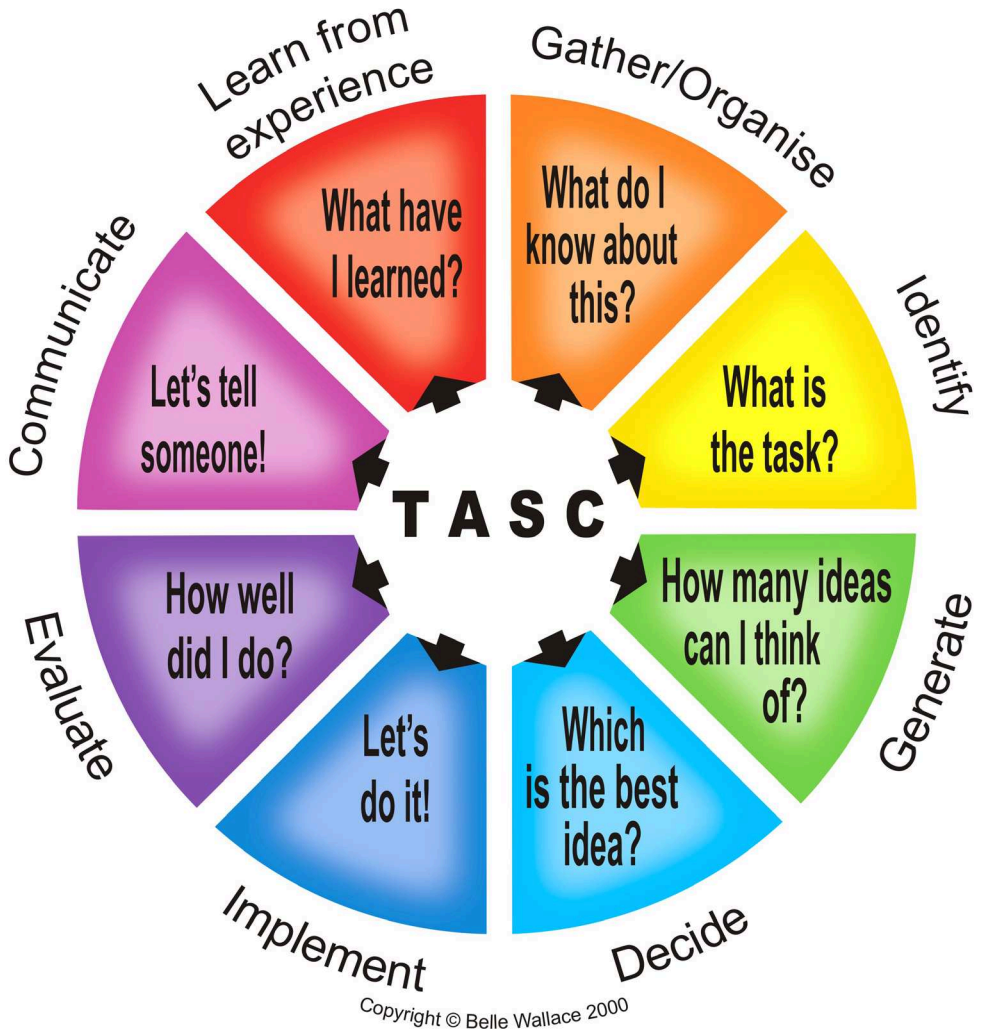 Gather/Organise
What do I
know about
this?
Identify
What is
the task?
Generate
How many ideas
can I think
of?
Decide
Which
is the best
idea?
Implement
Let's
do it!
Evaluate
How well
did I do?
Communicate
Let's tell
someone!
Learn from
experience
What have
I learned?
TASC
Copyright © Belle Wallace 2000